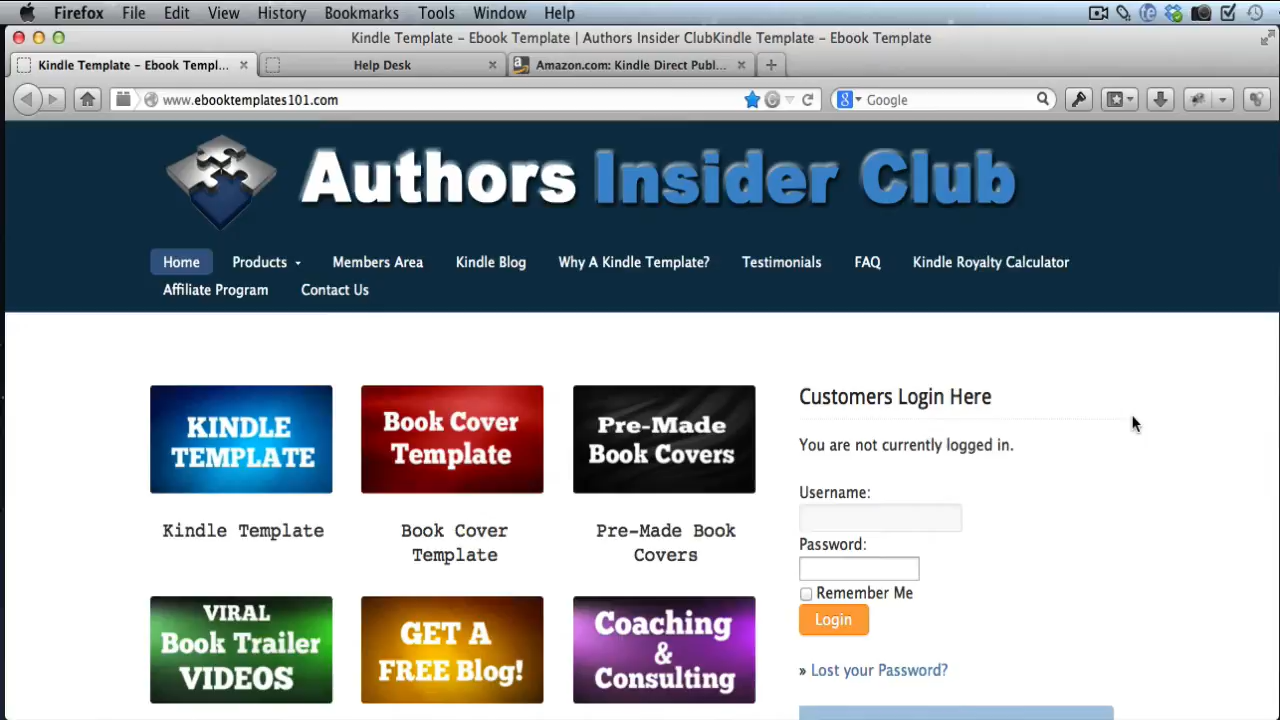 Firefox File Edit View History Bookmarks Tools Window Help
Kindle Template – Ebook Template | Authors Insider ClubKindle Template – Ebook Template
Kindle Template – Ebook Templ... Help Desk Amazon.com: Kindle Direct Publ...
www.ebooktemplates101.com Google
Authors Insider Club
Home Products Members Area Kindle Blog Why A Kindle Template? Testimonials FAQ Kindle Royalty Calculator
Affiliate Program Contact Us
KINDLE TEMPLATE
Kindle Template
Book Cover
Template
Book Cover
Template
Pre-Made
Book Covers
Pre-Made Book
Covers
VIRAL
Book Trailer
VIDEOS
GET A
FREE Blog!
Coaching
&
Consulting
Customers Login Here
You are not currently logged in.
Username:
Password:
Remember Me
Login
» Lost your Password?